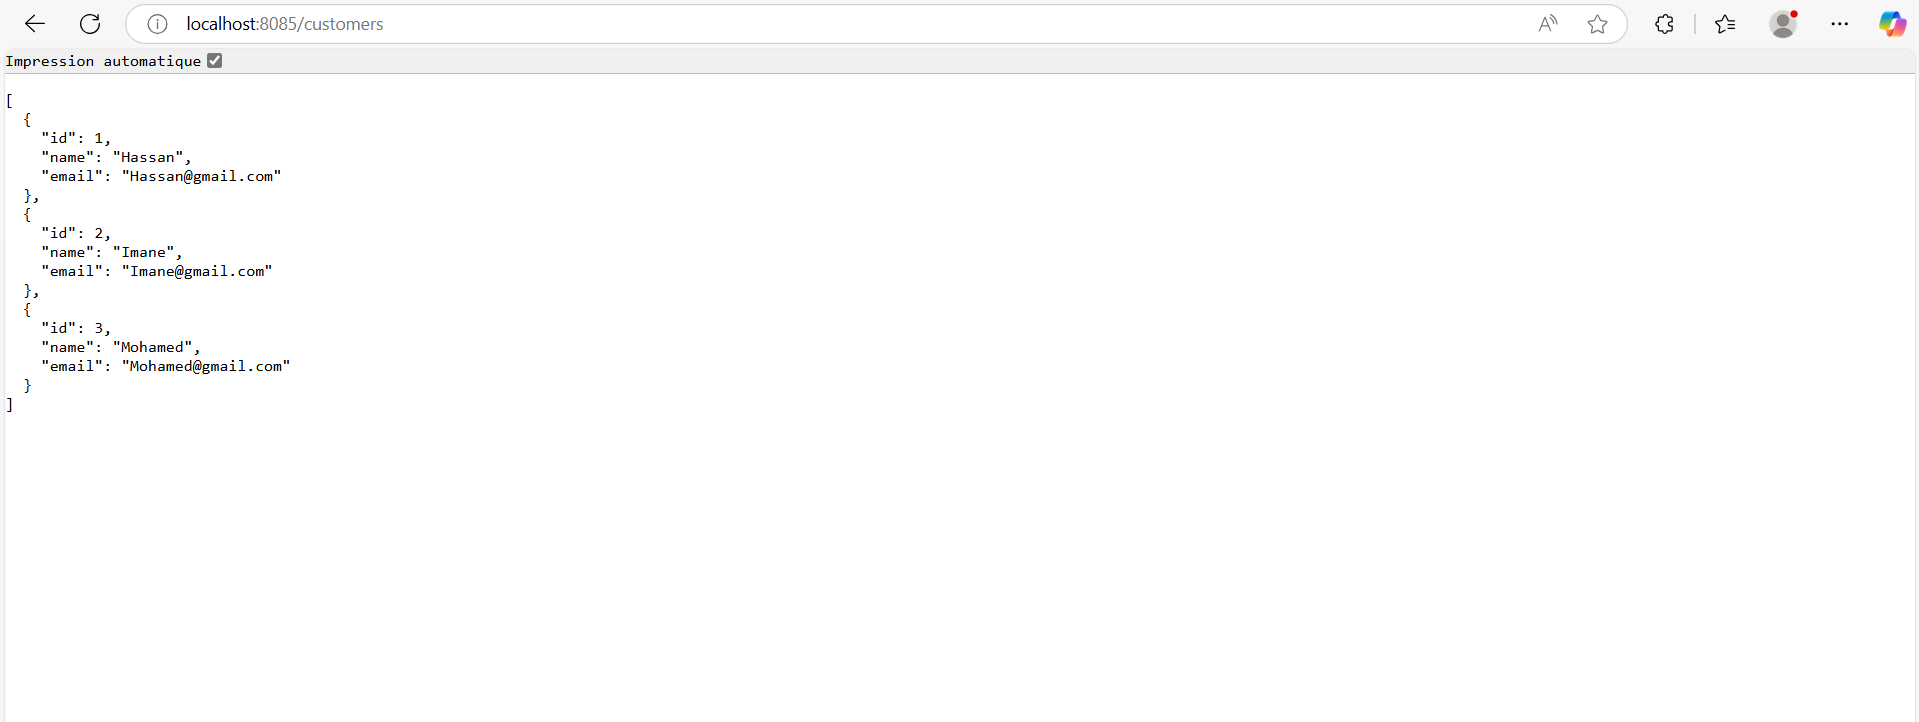 localhost:8085/customers
Impression automatique
[
  {
    "id": 1,
    "name": "Hassan",
    "email": "Hassan@gmail.com"
  },
  {
    "id": 2,
    "name": "Imane",
    "email": "Imane@gmail.com"
  },
  {
    "id": 3,
    "name": "Mohamed",
    "email": "Mohamed@gmail.com"
  }
]